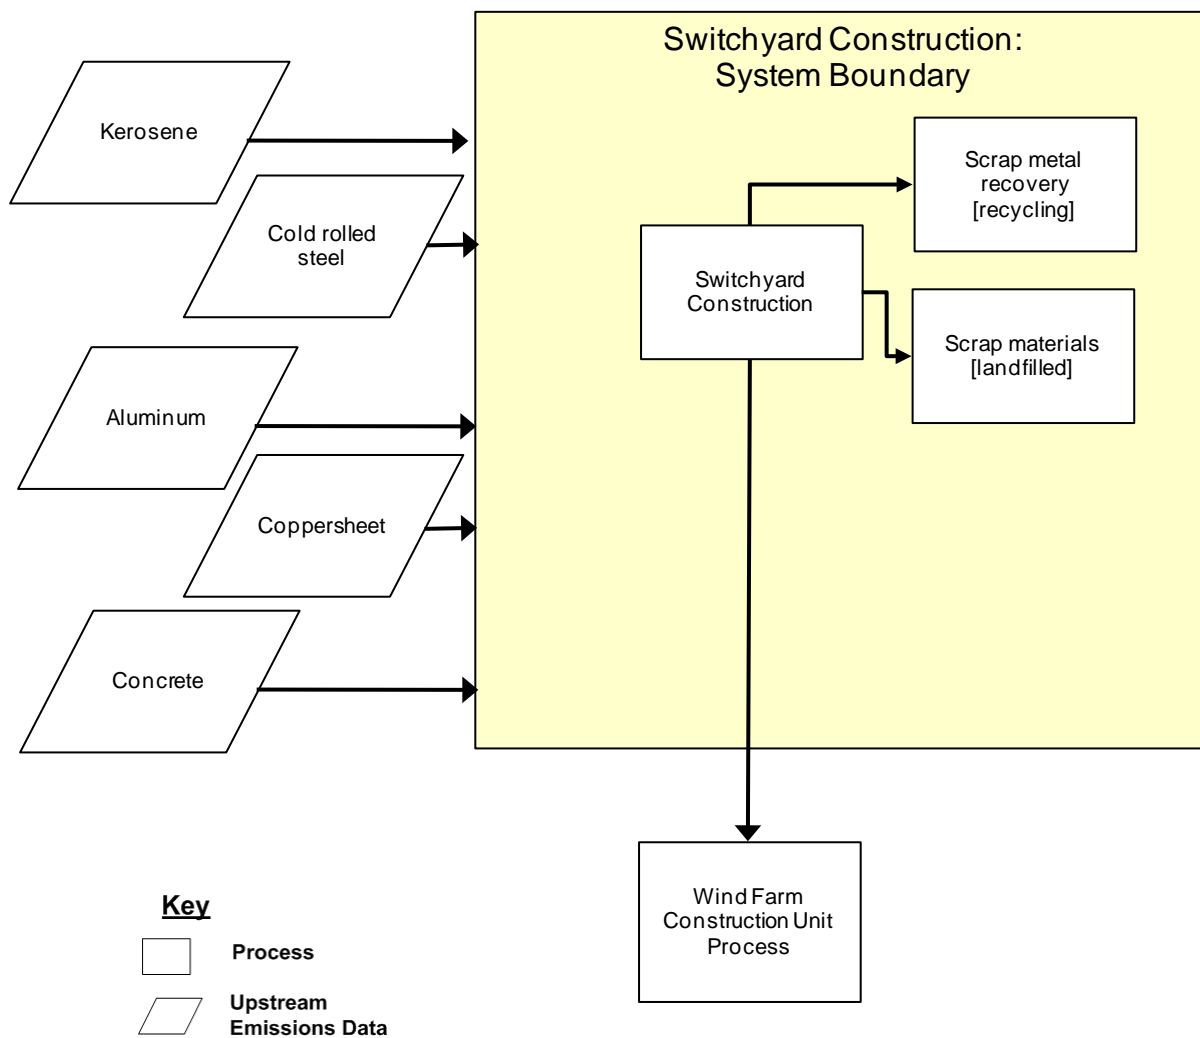 Switchyard Construction:
System Boundary
Kerosene
Cold rolled
steel
Aluminum
Coppersheet
Concrete
Scrap metal
recovery
[recycling]
Switchyard
Construction
Scrap materials
[landfilled]
Wind Farm
Construction Unit
Process
Key
Process
Upstream
Emissions Data